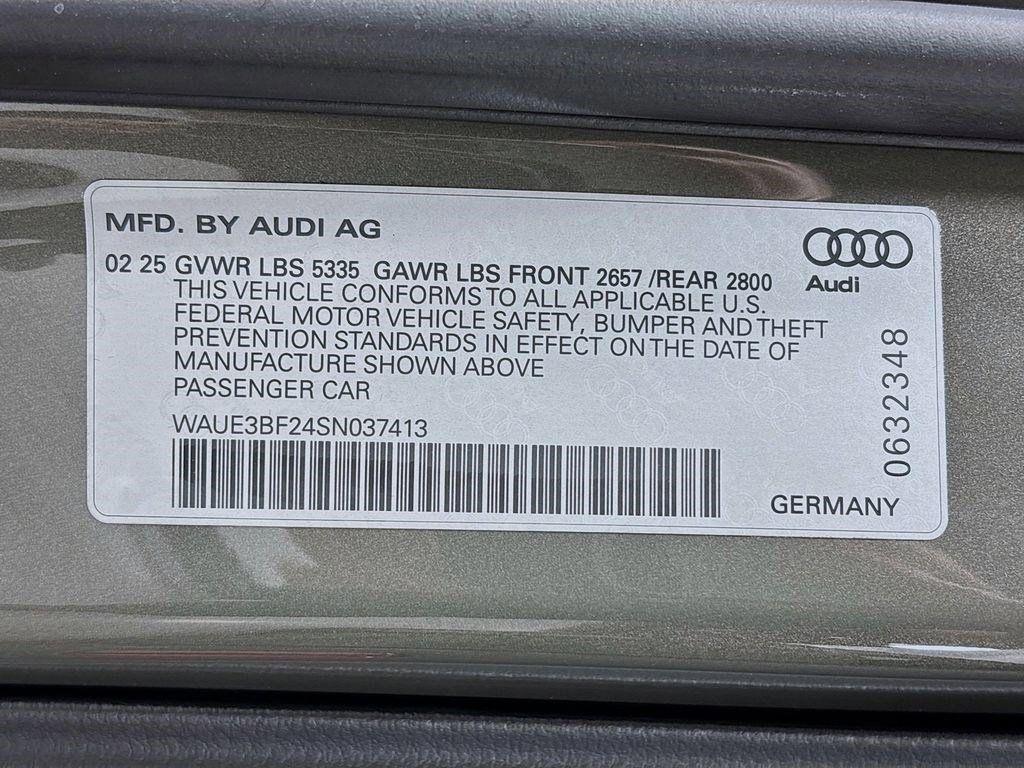 MFD. BY AUDI AG
02 25 GVWR LBS 5335 GAWR LBS FRONT 2657 /REAR 2800
THIS VEHICLE CONFORMS TO ALL APPLICABLE U.S.
FEDERAL MOTOR VEHICLE SAFETY, BUMPER AND THEFT
PREVENTION STANDARDS IN EFFECT ON THE DATE OF
MANUFACTURE SHOWN ABOVE
PASSENGER CAR
WAUE3BF24SN037413
Audi
0632348
GERMANY